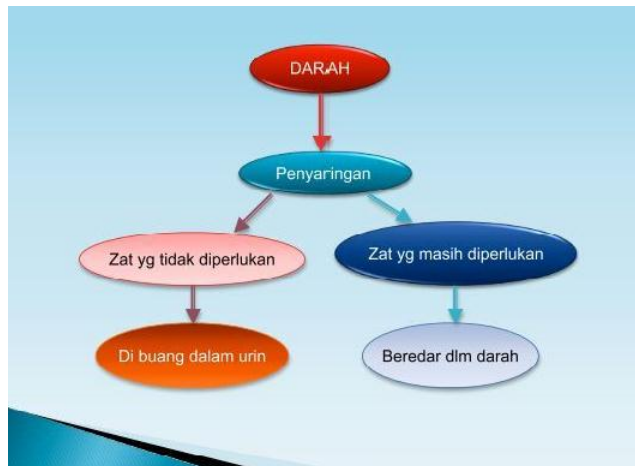 DARAH
Penyaringan
Zat yg tidak diperlukan
Zat yg masih diperlukan
Di buang dalam urin
Beredar dlm darah